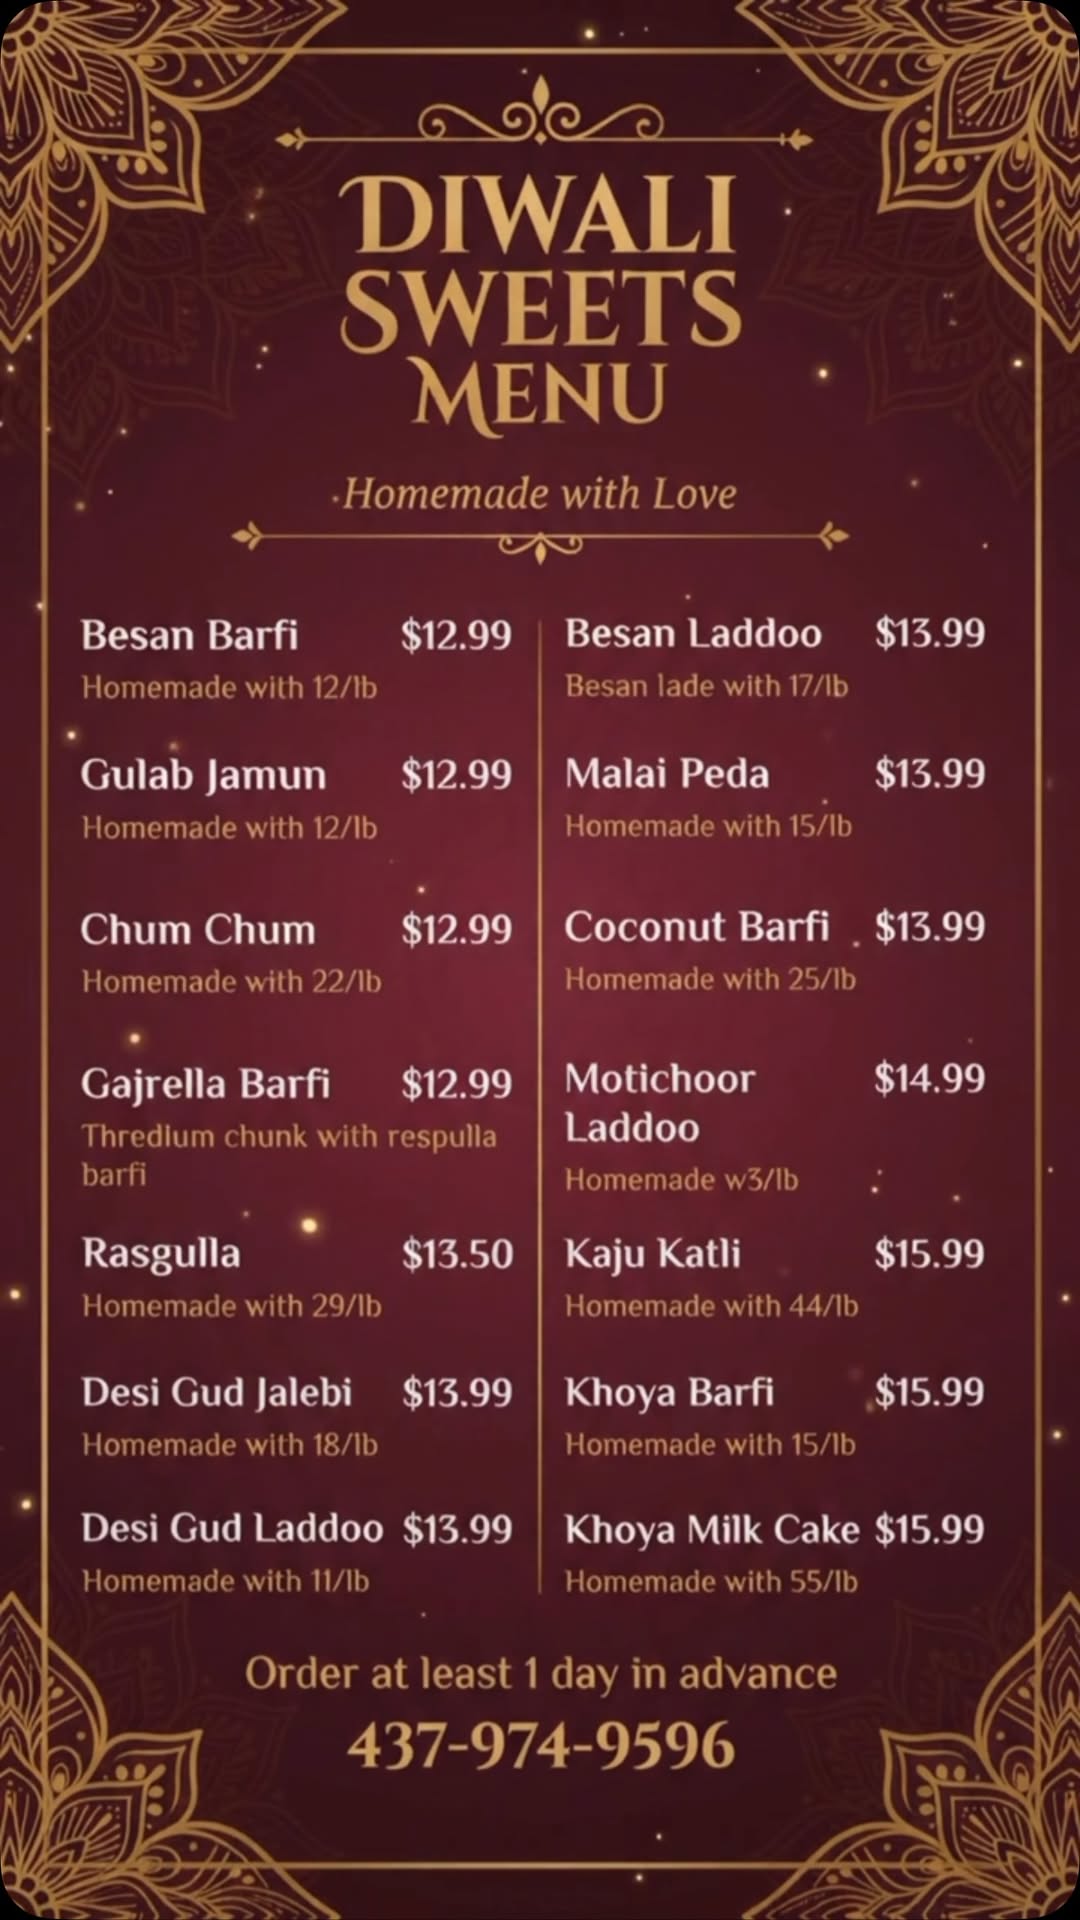 DIWALI
SWEETS
MENU
Homemade with Love
Besan Barfi $12.99
Homemade with 12/lb
Gulab Jamun $12.99
Homemade with 12/lb
Chum Chum $12.99
Homemade with 22/lb
Gajrella Barfi $12.99
Thredlum chunk with respulla
barfi
Rasgulla $13.50
Homemade with 29/lb
Desi Gud Jalebi $13.99
Homemade with 18/lb
Desi Gud Laddoo $13.99
Homemade with 11/lb
Besan Laddoo $13.99
Besan lade with 17/lb
Malai Peda $13.99
Homemade with 15/lb
Coconut Barfi $13.99
Homemade with 25/lb
Motichoor $14.99
Laddoo
Homemade w3/lb
Kaju Katli $15.99
Homemade with 44/lb
Khoya Barfi $15.99
Homemade with 15/lb
Khoya Milk Cake $15.99
Homemade with 55/lb
Order at least 1 day in advance
437-974-9596